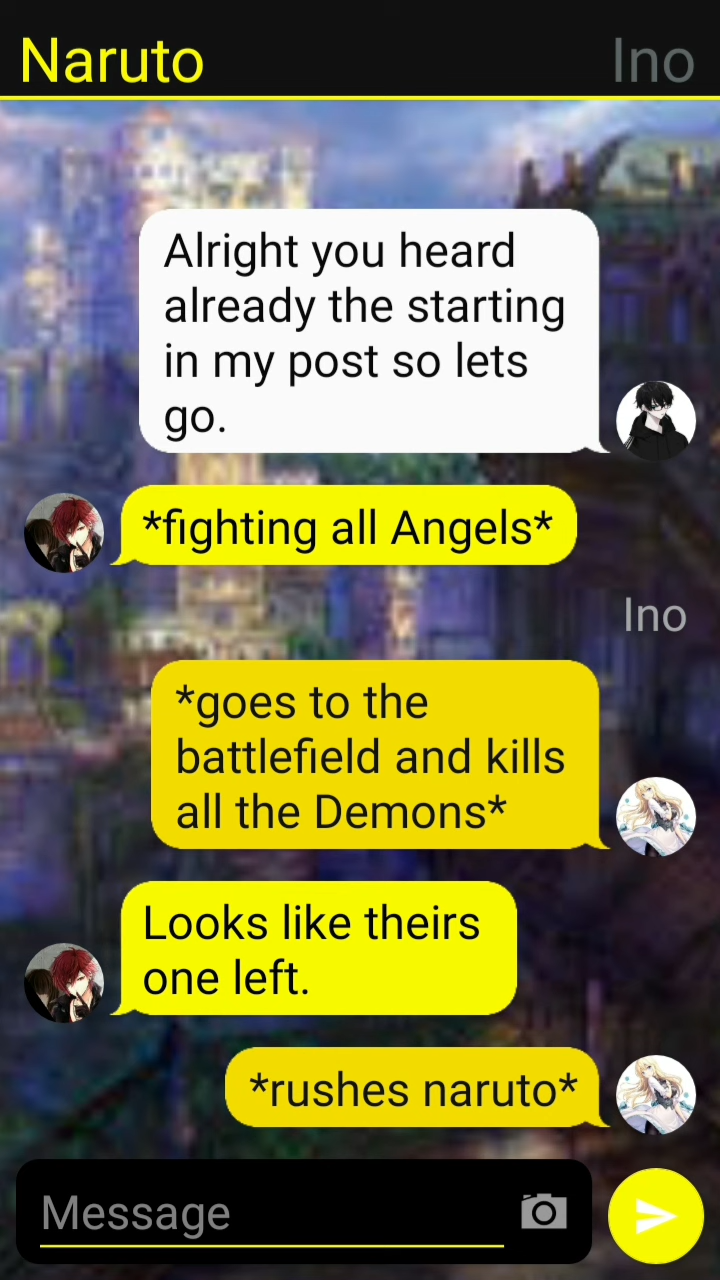 Naruto Ino
Alright you heard
already the starting
in my post so lets
go.
*fighting all Angels*
Ino
*goes to the
battlefield and kills
all the Demons*
Looks like theirs
one left.
*rushes naruto*
Message